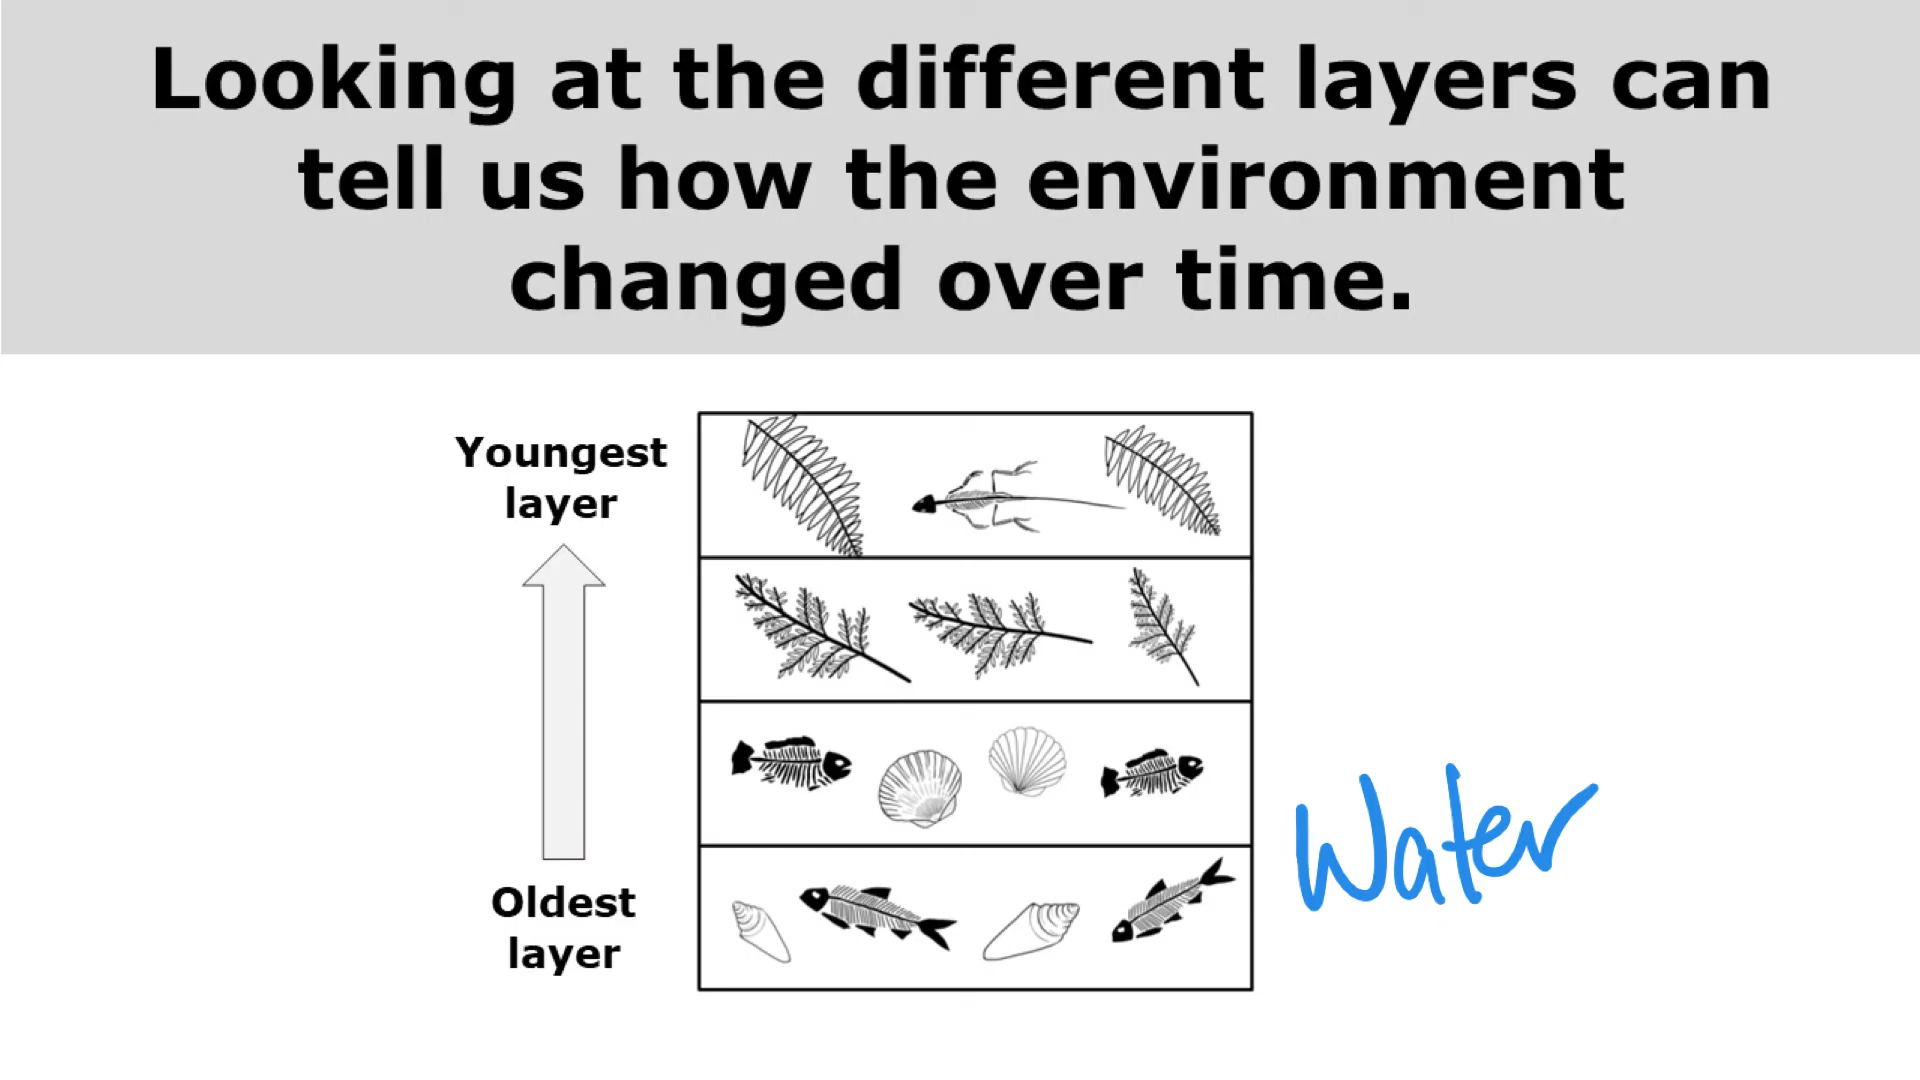 Looking at the different layers can
tell us how the environment
changed over time.
Youngest
layer
Oldest
layer
Water